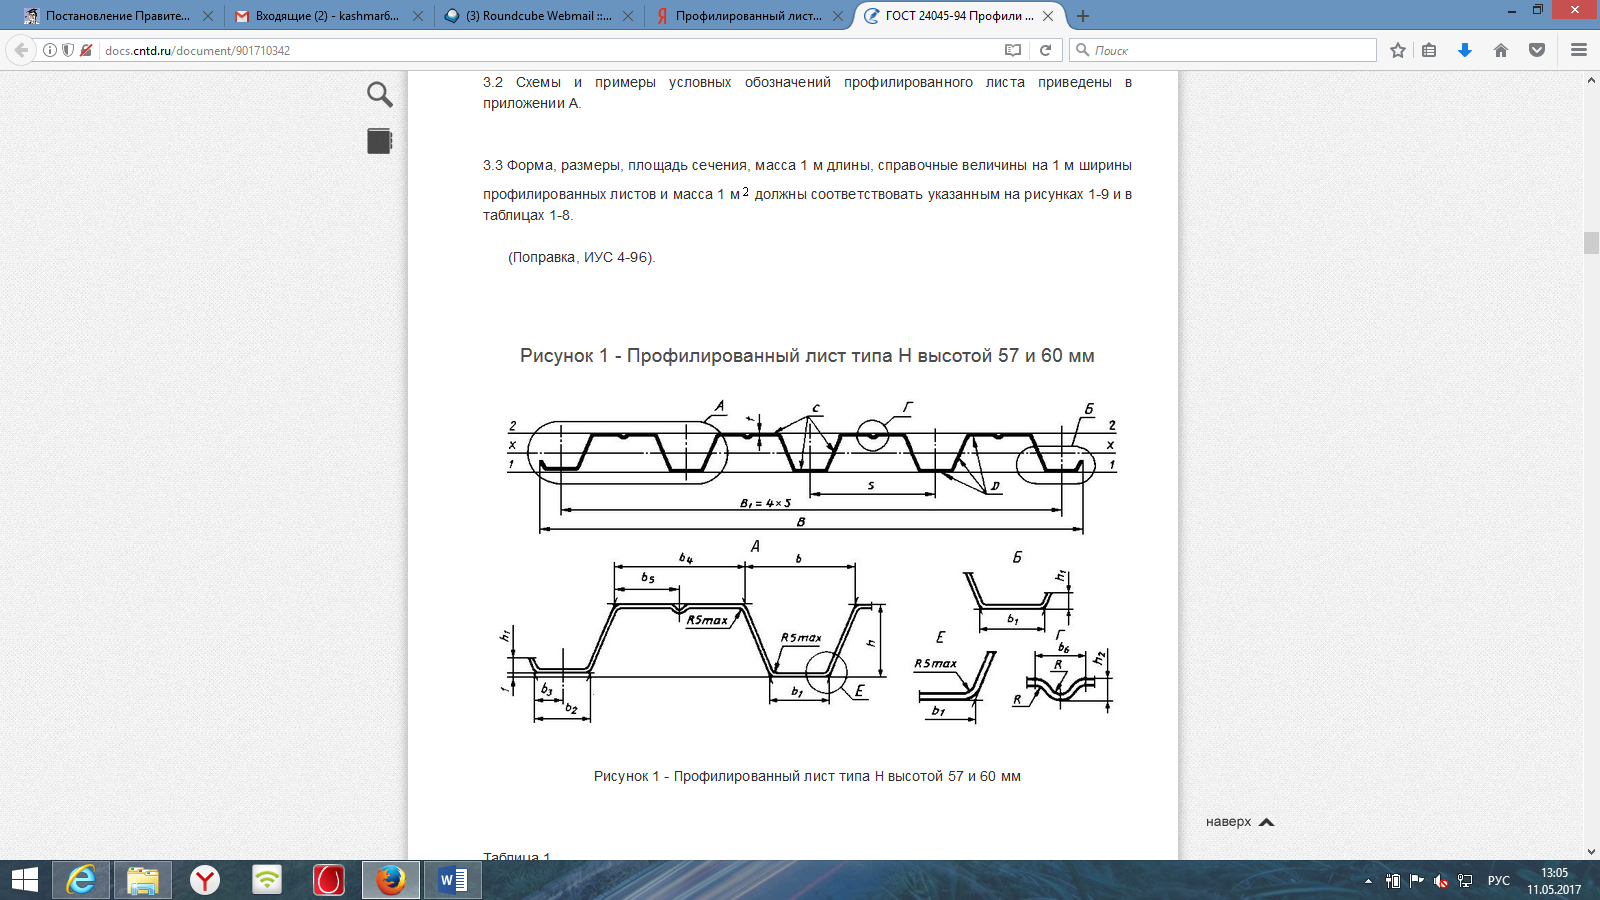 Постановление Правите...
Входящие (2) - kashmar6...
(3) Roundcube Webmail ::...
Профилированный лист...
ГОСТ 24045-94 Профили ...
docs.cntd.ru/document/901710342
Поиск
3.2 Схемы и примеры условных обозначений профилированного листа приведены в
приложении А.
3.3 Форма, размеры, площадь сечения, масса 1 м длины, справочные величины на 1 м ширины
профилированных листов и масса 1 м² должны соответствовать указанным на рисунках 1-9 и в
таблицах 1-8.
(Поправка, ИУС 4-96).
Рисунок 1 - Профилированный лист типа Н высотой 57 и 60 мм
A t C Г Б
2 2
x x
1 1
S D
B₁ = 4 × S
B
A Б
b₄ b
b₅
R5max
R5max
h₁ h
t
b₃ b₁ E
b₂
h₁
b₁
E Г
b₆ h₂
R5max R
R
b₁
Рисунок 1 - Профилированный лист типа Н высотой 57 и 60 мм
наверх
Таблица 1
РУС
13:05
11.05.2017